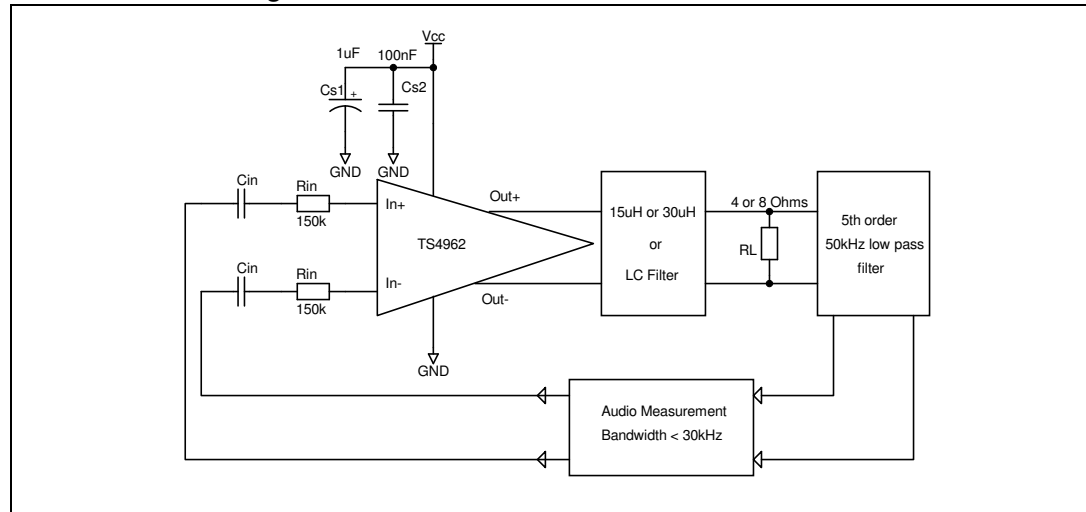 Vcc
1uF
100nF
Cs1
+
Cs2
GND
GND
Cin
Rin
150k
In+
Out+
TS4962
Cin
Rin
150k
In-
Out-
GND
15uH or 30uH
or
LC Filter
4 or 8 Ohms
RL
5th order
50kHz low pass
filter
Audio Measurement
Bandwidth < 30kHz